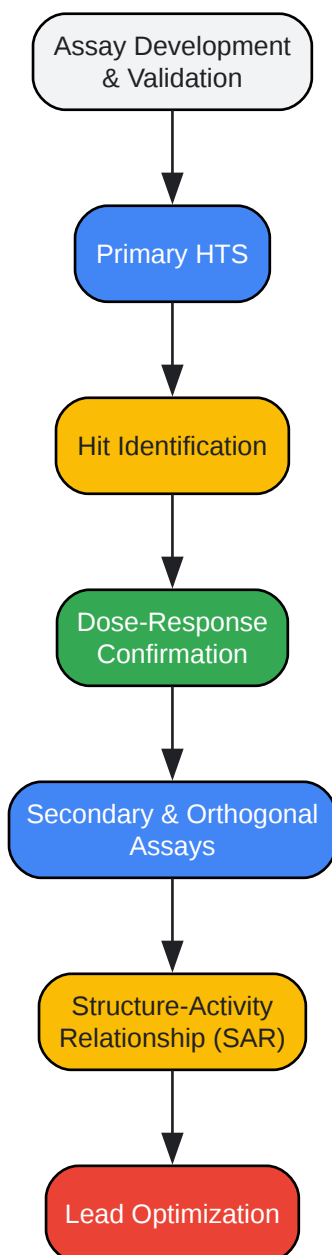 Assay Development
& Validation
Primary HTS
Hit Identification
Dose-Response
Confirmation
Secondary & Orthogonal
Assays
Structure-Activity
Relationship (SAR)
Lead Optimization